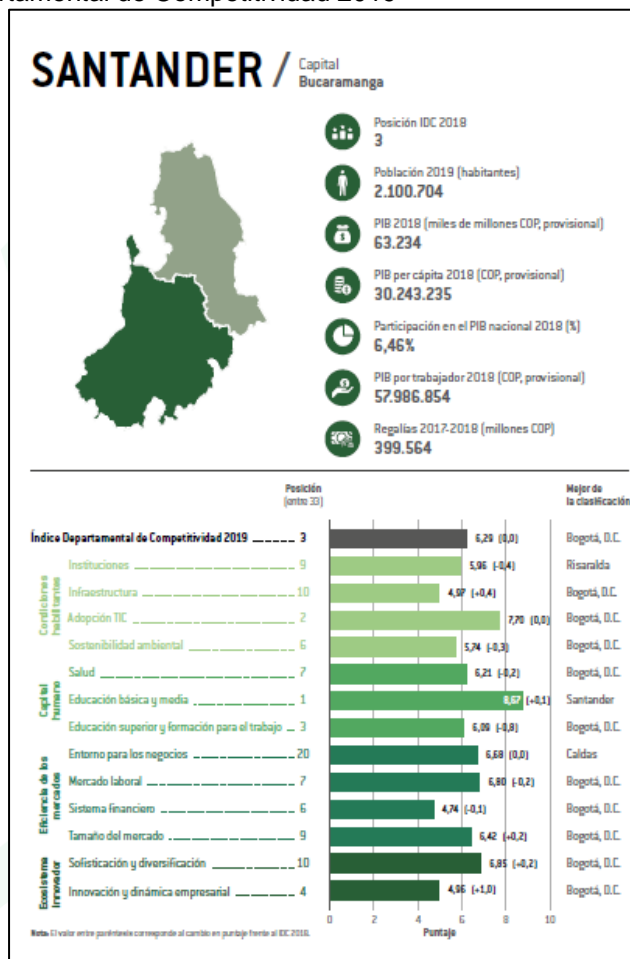 tamental de Competitividad 2019
SANTANDER / Capital
Bucaramanga
Posición IDC 2018
3
Población 2019 (habitantes)
2.100.704
PIB 2018 (miles de millones COP, provisional)
63.234
PIB per cápita 2018 (COP, provisional)
30.243.235
Participación en el PIB nacional 2018 (%)
6,46%
PIB por trabajador 2018 (COP, provisional)
57.986.854
Regalías 2017-2018 (millones COP)
399.564
Posición
(entre 33)
Mejor de
la clasificación
Índice Departamental de Competitividad 2019 3 6,29 (0,0) Bogotá, D.C.
Condiciones habilitantes
Instituciones 9 5,96 (-0,4) Risaralda
Infraestructura 10 4,97 (+0,4) Bogotá, D.C.
Adopción TIC 2 7,70 (0,0) Bogotá, D.C.
Sostenibilidad ambiental 6 5,74 (-0,3) Bogotá, D.C.
Capital humano
Salud 7 6,21 (-0,2) Bogotá, D.C.
Educación básica y media 1 8,67 (+0,1) Santander
Educación superior y formación para el trabajo 3 6,09 (-0,8) Bogotá, D.C.
Eficiencia de los mercados
Entorno para los negocios 20 6,68 (0,0) Caldas
Mercado laboral 7 6,80 (-0,2) Bogotá, D.C.
Sistema financiero 6 4,74 (-0,1) Bogotá, D.C.
Tamaño del mercado 9 6,42 (+0,2) Bogotá, D.C.
Ecosistema innovador
Sofisticación y diversificación 10 6,85 (+0,2) Bogotá, D.C.
Innovación y dinámica empresarial 4 4,96 (+1,0) Bogotá, D.C.
0 2 4 6 8 10
Puntaje
Nota: El valor entre paréntesis corresponde al cambio en puntaje frente al IDC 2018.